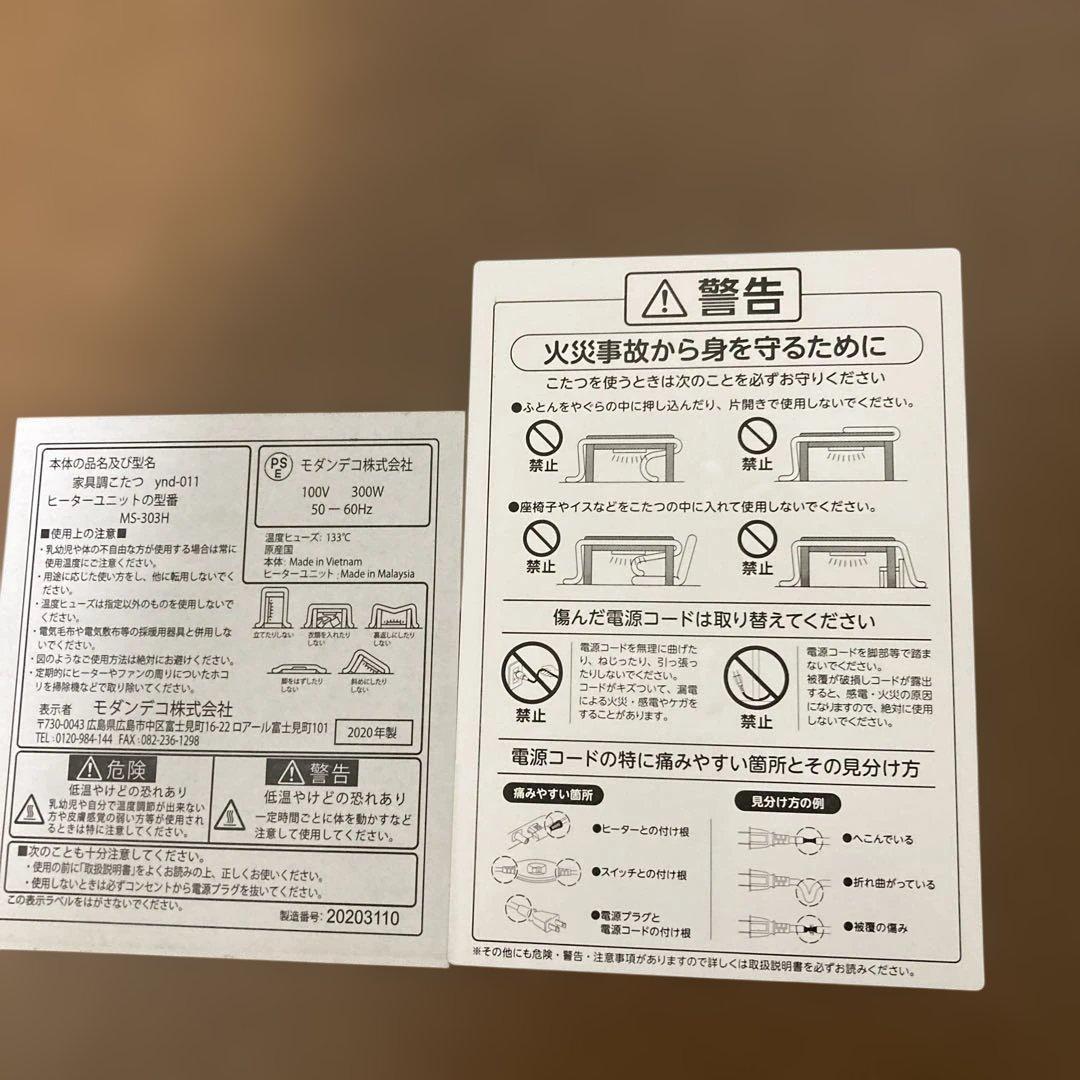 本体の品名及び型名
家具調こたつ ynd-011
ヒーターユニットの型番
MS-303H
■使用上の注意■
・乳幼児や体の不自由な方が使用する場合は常に
使用温度にご注意ください。
・用途に応じた使い方をし、他に転用しないでく
ださい。
・温度ヒューズは指定以外のものを使用しないで
ください。
・電気毛布や電気敷布等の採暖用器具と併用しな
いでください。
・図のようなご使用方法は絶対にお避けください。
・定期的にヒーターやファンの周りについたホコ
リを掃除機などで取り除いてください。
PS
E
モダンデコ株式会社
100V 300W
50 — 60Hz
温度ヒューズ: 133℃
原産国
本体: Made in Vietnam
ヒーターユニット: Made in Malaysia
立てたりしない
衣類を入れたり
しない
裏返しにしたり
しない
脚をはずしたり
しない
斜めにしたり
しない
表示者 モダンデコ株式会社
〒730-0043 広島県広島市中区富士見町16-22 ロアール富士見町101
TEL:0120-984-144 FAX:082-236-1298
2020年製
危険
低温やけどの恐れあり
乳幼児や自分で温度調節が出来ない
方や皮膚感覚の弱い方等が使用され
るときは特に注意してください。
警告
低温やけどの恐れあり
一定時間ごとに体を動かすなど
注意して使用してください。
■次のことも十分注意してください。
・使用の前に「取扱説明書」をよくお読みの上、正しくお使いください。
・使用しないときは必ずコンセントから電源プラグを抜いてください。
この表示ラベルをはがさないでください。
製造番号: 20203110
警告
火災事故から身を守るために
こたつを使うときは次のことを必ずお守りください
●ふとんをやぐらの中に押し込んだり、片開きで使用しないでください。
禁止
禁止
●座椅子やイスなどをこたつの中に入れて使用しないでください。
禁止
禁止
傷んだ電源コードは取り替えてください
禁止
電源コードを無理に曲げた
り、ねじったり、引っ張っ
たりしないでください。
コードがキズついて、漏電
による火災・感電やケガを
することがあります。
禁止
電源コードを脚部等で踏ま
ないでください。
被覆が破損しコードが露出
すると、感電・火災の原因
になりますので、絶対に使用
しないでください。
電源コードの特に痛みやすい箇所とその見分け方
痛みやすい箇所
●ヒーターとの付け根
●スイッチとの付け根
●電源プラグと
電源コードの付け根
見分け方の例
●へこんでいる
●折れ曲がっている
●被覆の傷み
※その他にも危険・警告・注意事項がありますので詳しくは取扱説明書を必ずお読みください。